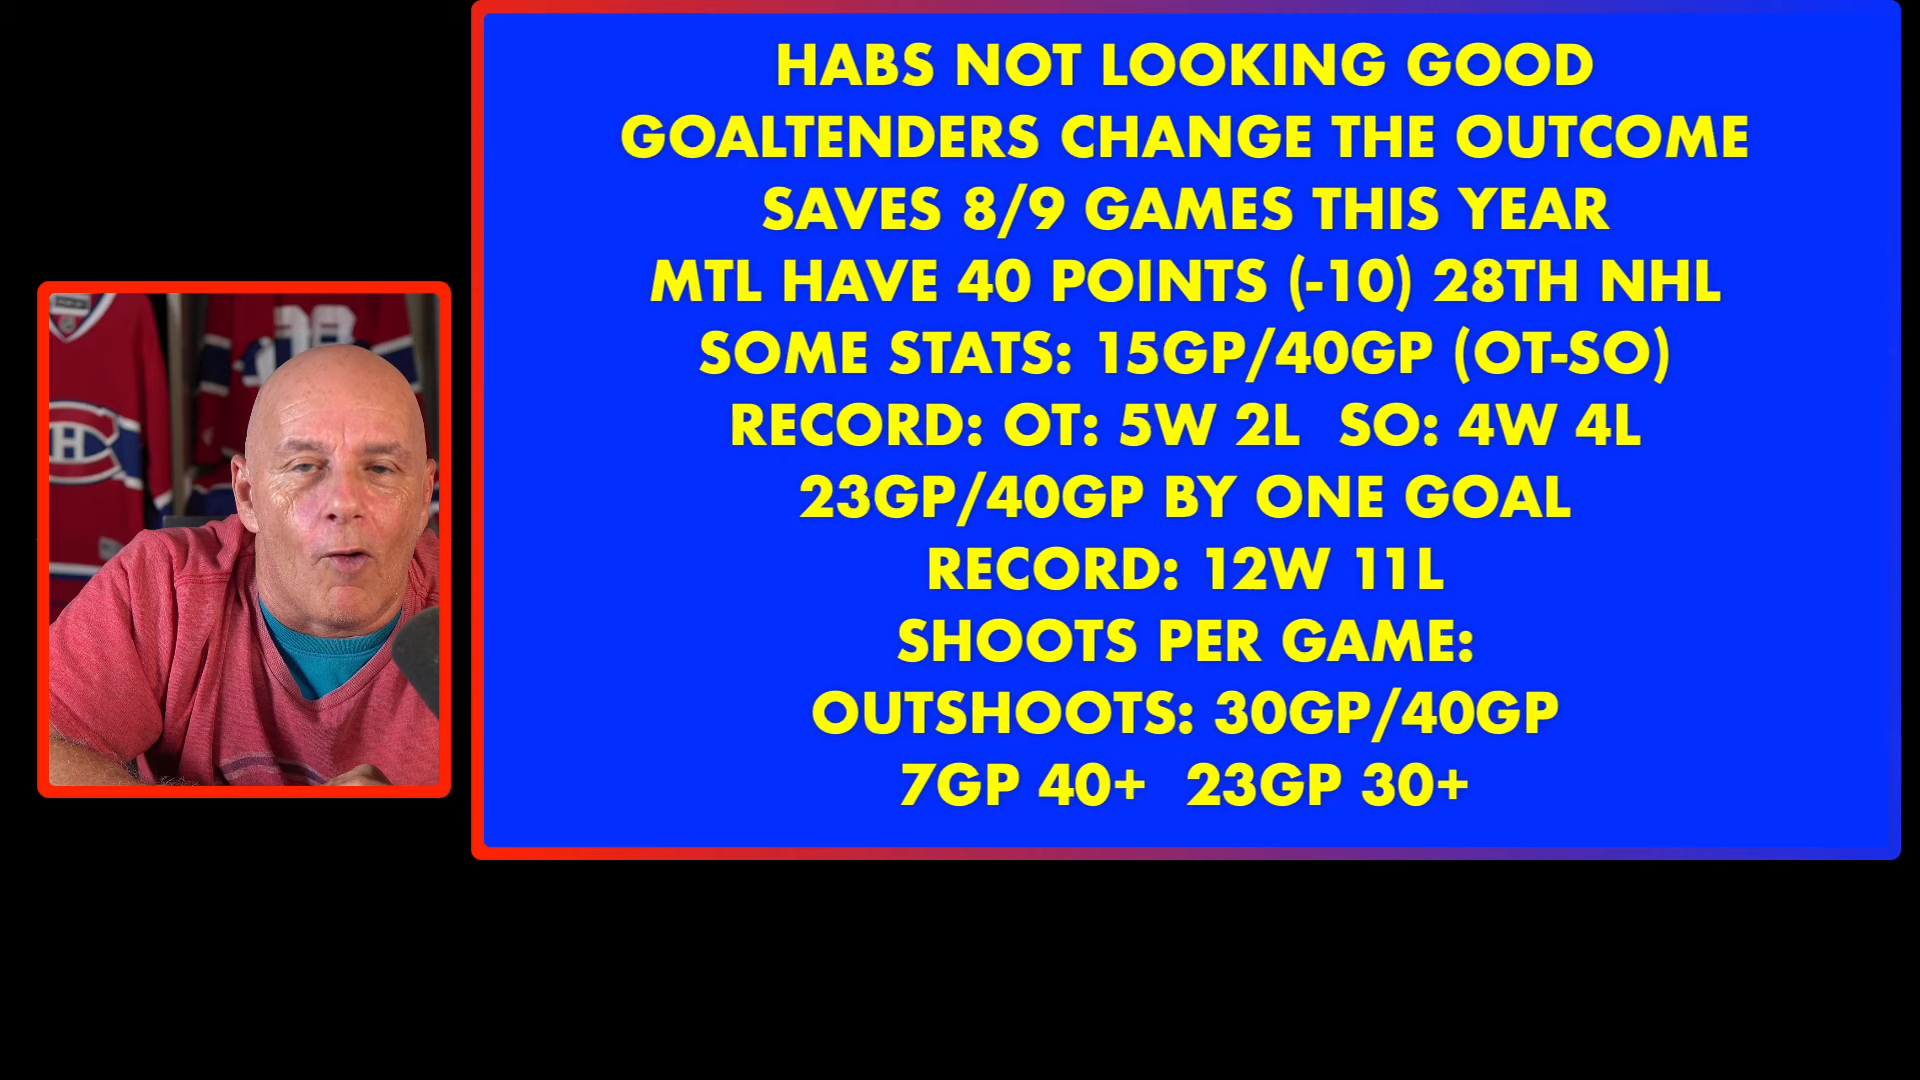 HABS NOT LOOKING GOOD
GOALTENDERS CHANGE THE OUTCOME
SAVES 8/9 GAMES THIS YEAR
MTL HAVE 40 POINTS (-10) 28TH NHL
SOME STATS: 15GP/40GP (OT-SO)
RECORD: OT: 5W 2L SO: 4W 4L
23GP/40GP BY ONE GOAL
RECORD: 12W 11L
SHOOTS PER GAME:
OUTSHOOTS: 30GP/40GP
7GP 40+ 23GP 30+